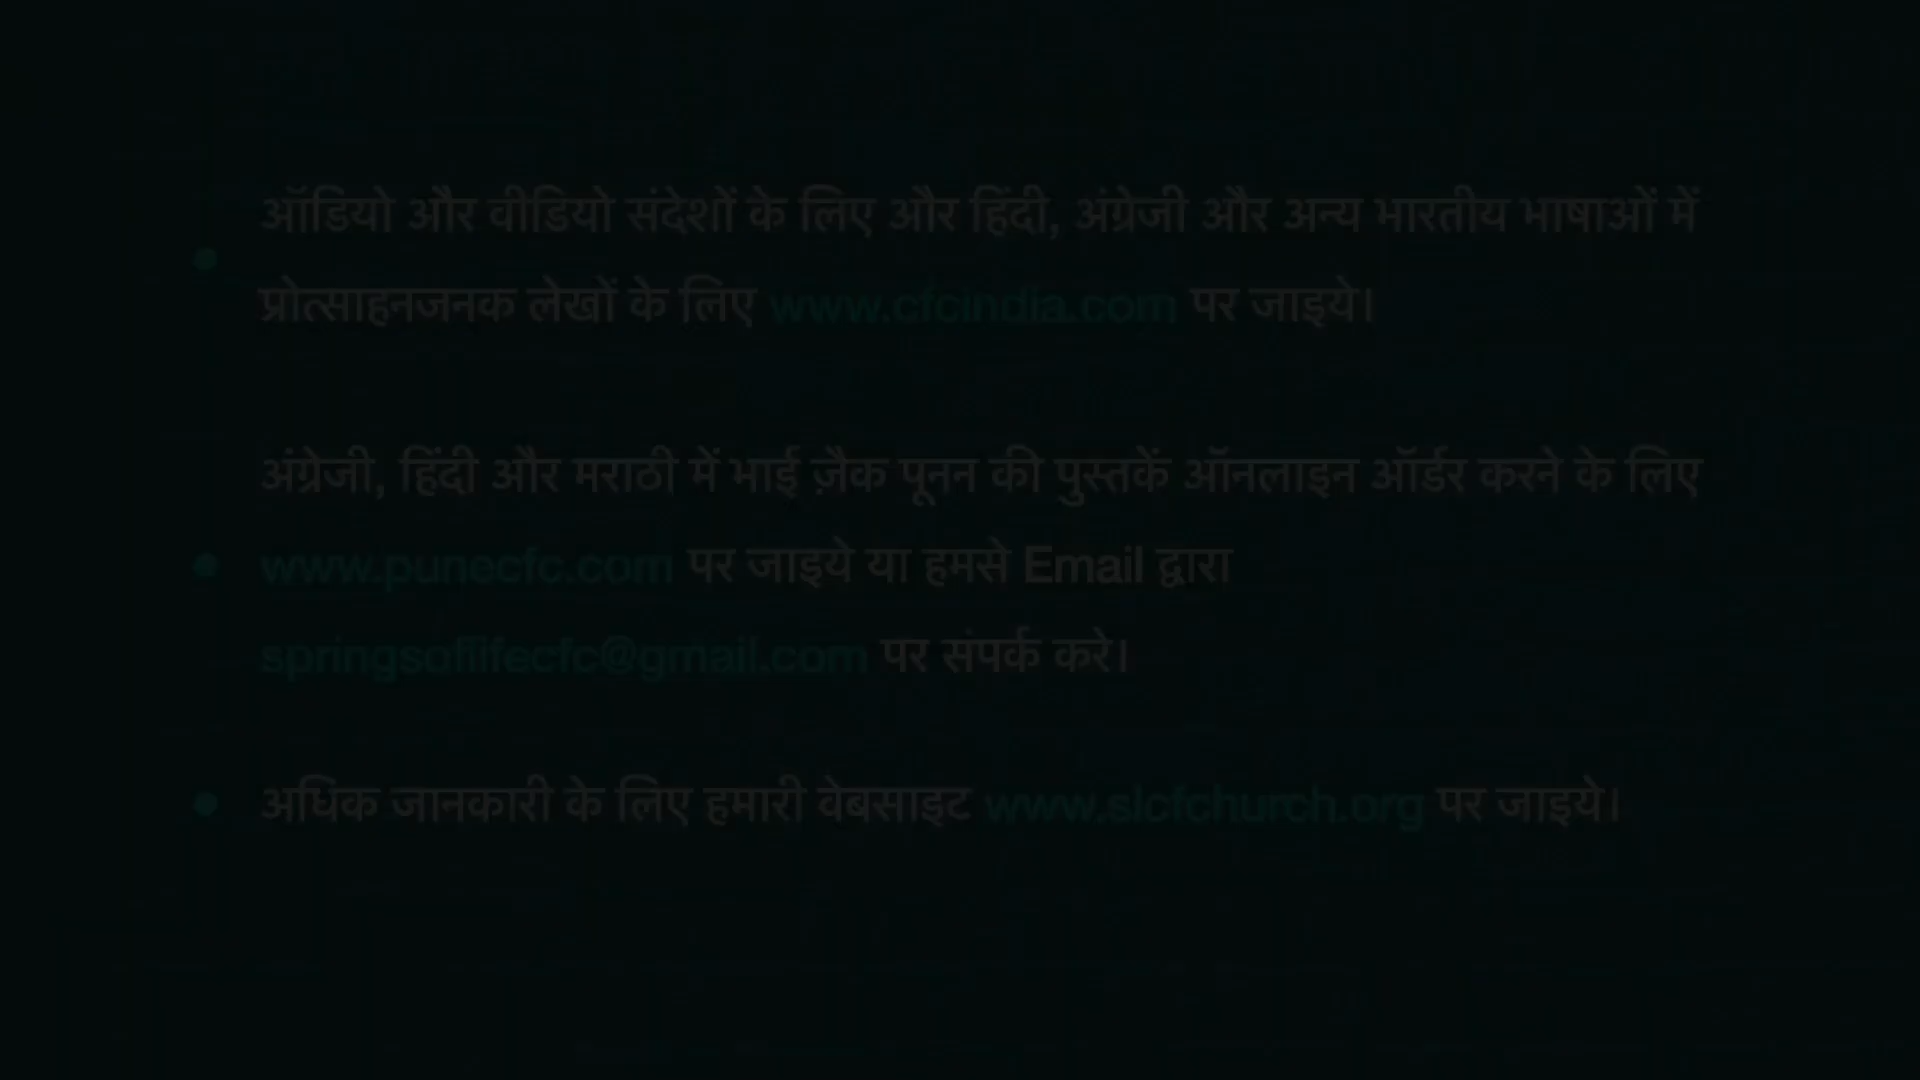 ऑडियो और वीडियो संदेशों के लिए और हिंदी, अंग्रेजी और अन्य भारतीय भाषाओं में
प्रोत्साहनजनक लेखों के लिए www.cfcindia.com पर जाइये।
अंग्रेजी, हिंदी और मराठी में भाई ज़ैक पूनन की पुस्तकें ऑनलाइन ऑर्डर करने के लिए
www.punecfc.com पर जाइये या हमसे Email द्वारा
springsoflifecfc@gmail.com पर संपर्क करे।
अधिक जानकारी के लिए हमारी वेबसाइट www.slcfchurch.org पर जाइये।